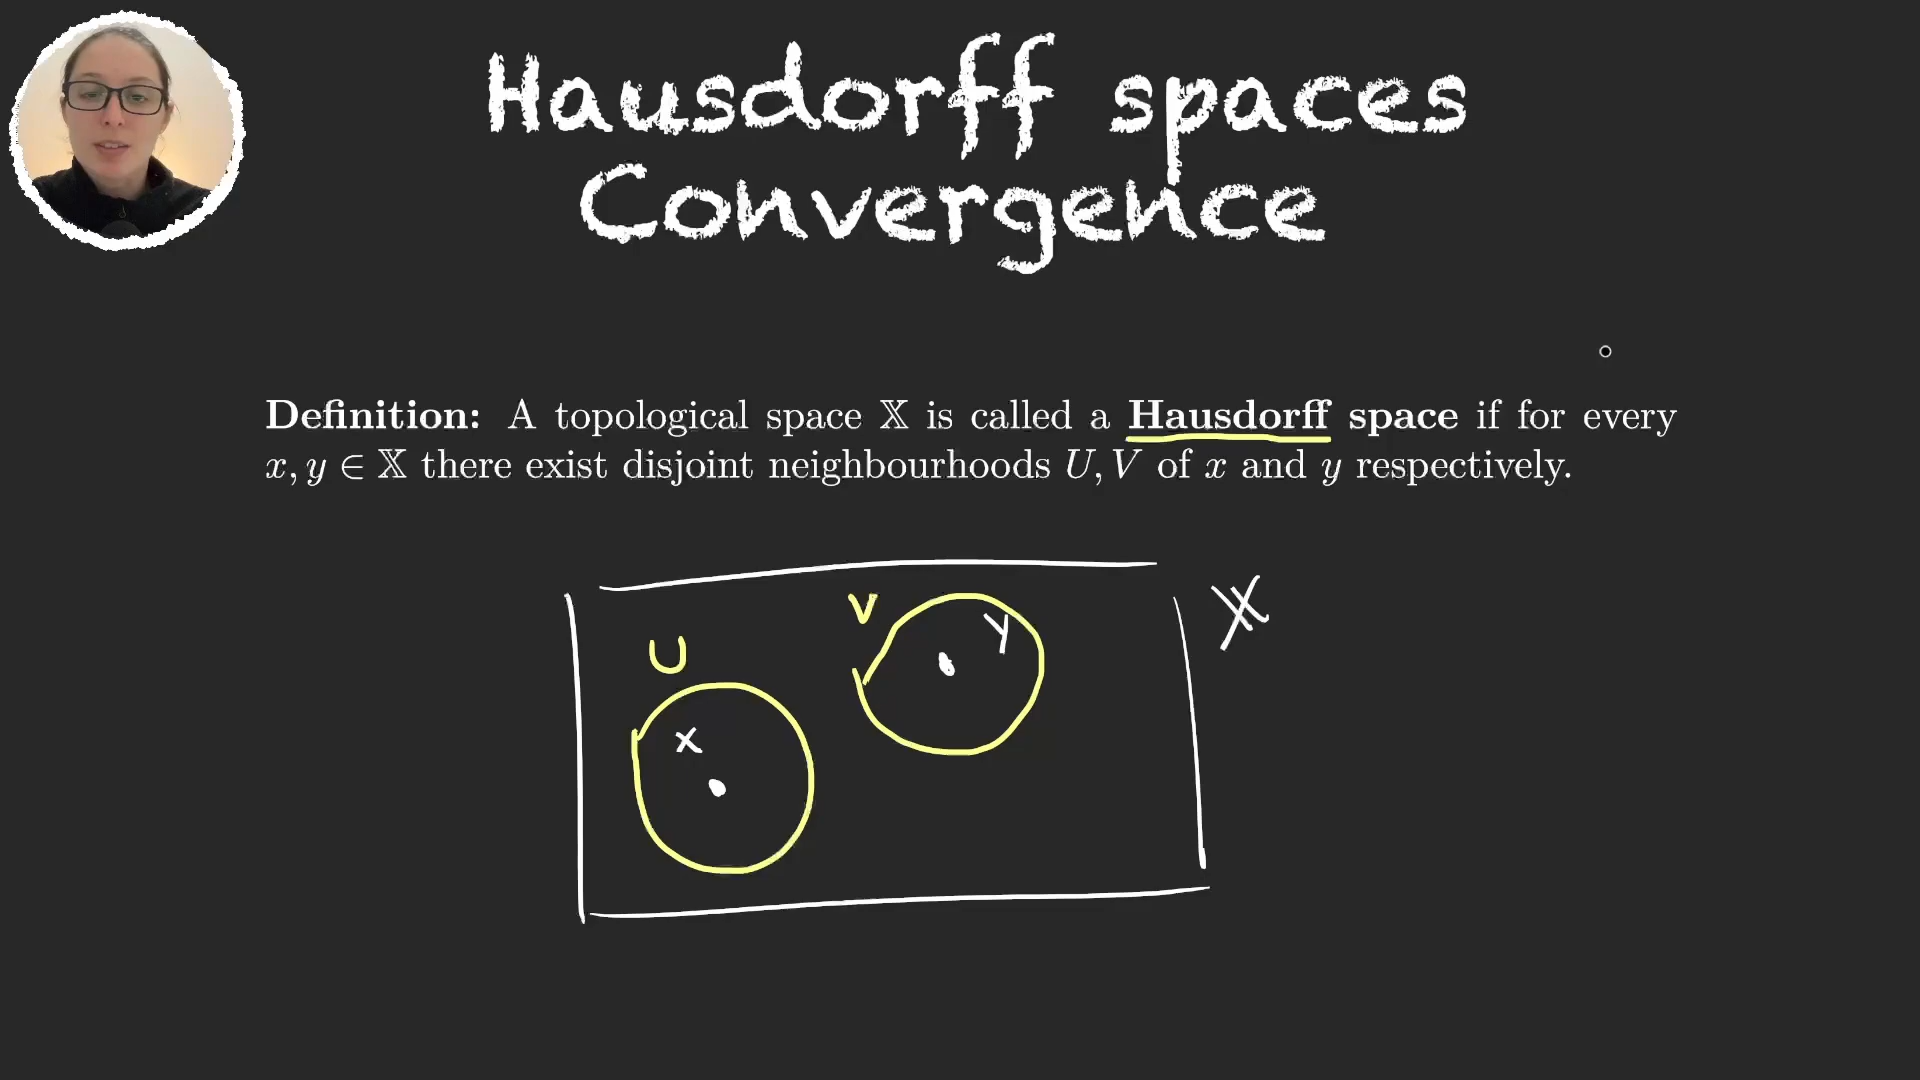 Hausdorff spaces
Convergence
Definition: A topological space 𝕏 is called a Hausdorff space if for every
x, y ∈ 𝕏 there exist disjoint neighbourhoods U, V of x and y respectively.
V
y
𝕏
U
x